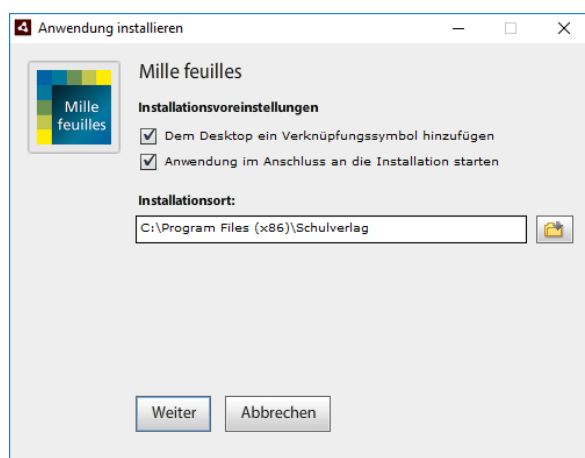 Anwendung installieren
Mille feuilles
Mille
feuilles
Installationsvoreinstellungen
Dem Desktop ein Verknüpfungssymbol hinzufügen
Anwendung im Anschluss an die Installation starten
Installationsort:
C:\Program Files (x86)\Schulverlag
Weiter
Abbrechen